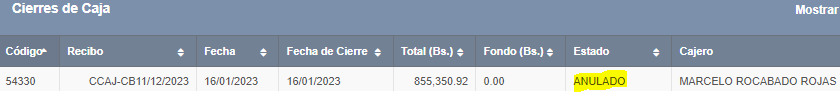 Cierres de Caja
Mostrar
Código Recibo Fecha Fecha de Cierre Total (Bs.) Fondo (Bs.) Estado Cajero
54330 CCAJ-CB11/12/2023 16/01/2023 16/01/2023 855,350.92 0.00 ANULADO MARCELO ROCABADO ROJAS